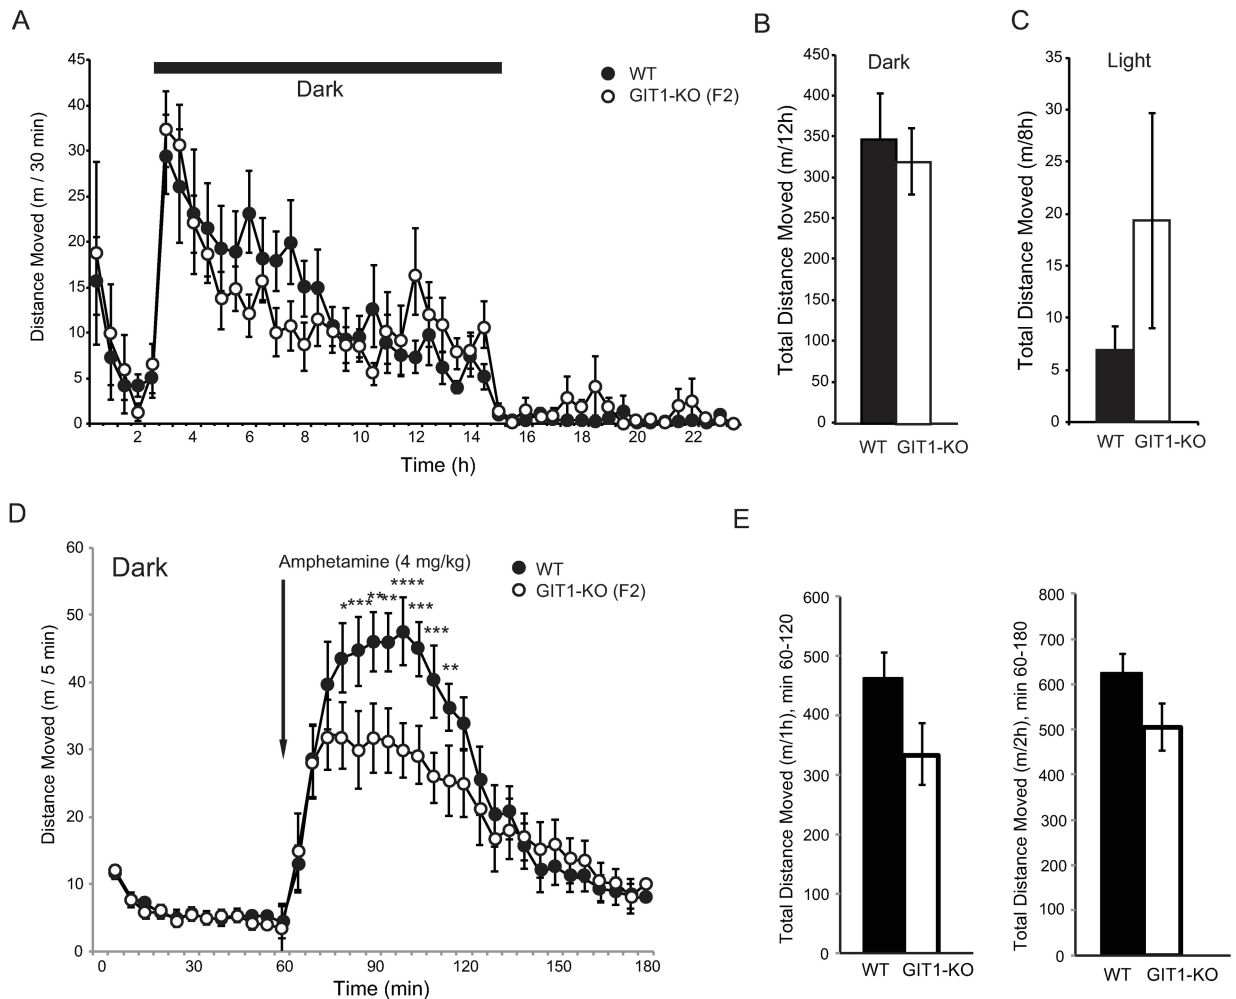 A
45
40
35
30
25
20
15
10
5
0
Distance Moved (m / 30 min)
Dark
WT
GIT1-KO (F2)
2 4 6 8 10 12 14 16 18 20 22
Time (h)
B
Dark
450
400
350
300
250
200
150
100
50
0
Total Distance Moved (m/12h)
WT GIT1-KO
C
Light
35
30
25
20
15
10
5
0
Total Distance Moved (m/8h)
WT GIT1-KO
D
Dark
Amphetamine (4 mg/kg)
WT
GIT1-KO (F2)
60
50
40
30
20
10
0
Distance Moved (m / 5 min)
* *** ** ** **** *** *** **
0 30 60 90 120 150 180
Time (min)
E
600
500
400
300
200
100
0
Total Distance Moved (m/1h), min 60-120
WT GIT1-KO
800
700
600
500
400
300
200
100
0
Total Distance Moved (m/2h), min 60-180
WT GIT1-KO